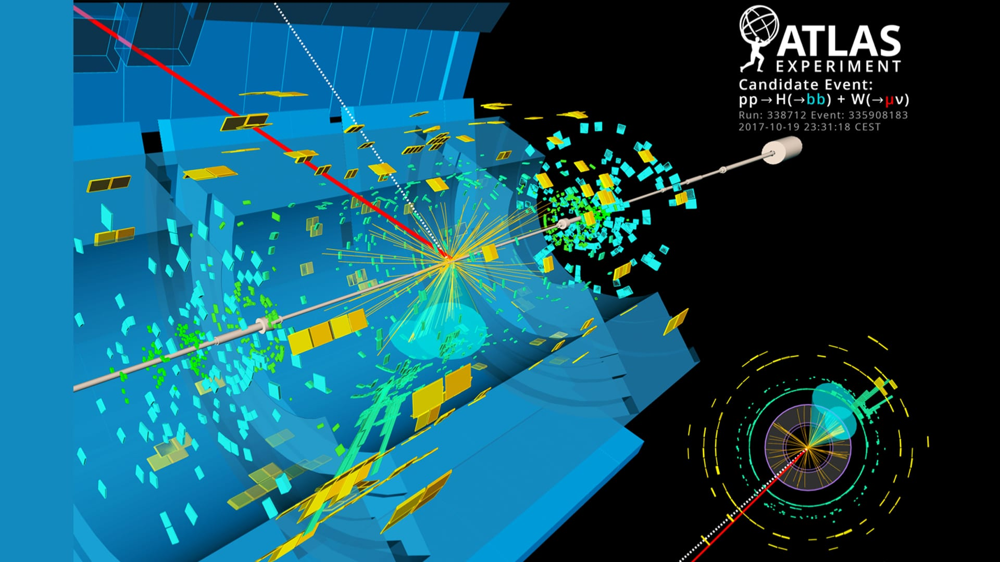 ATLAS
EXPERIMENT
Candidate Event:
pp→H(→bb) + W(→μν)
Run: 338712 Event: 335908183
2017-10-19 23:31:18 CEST